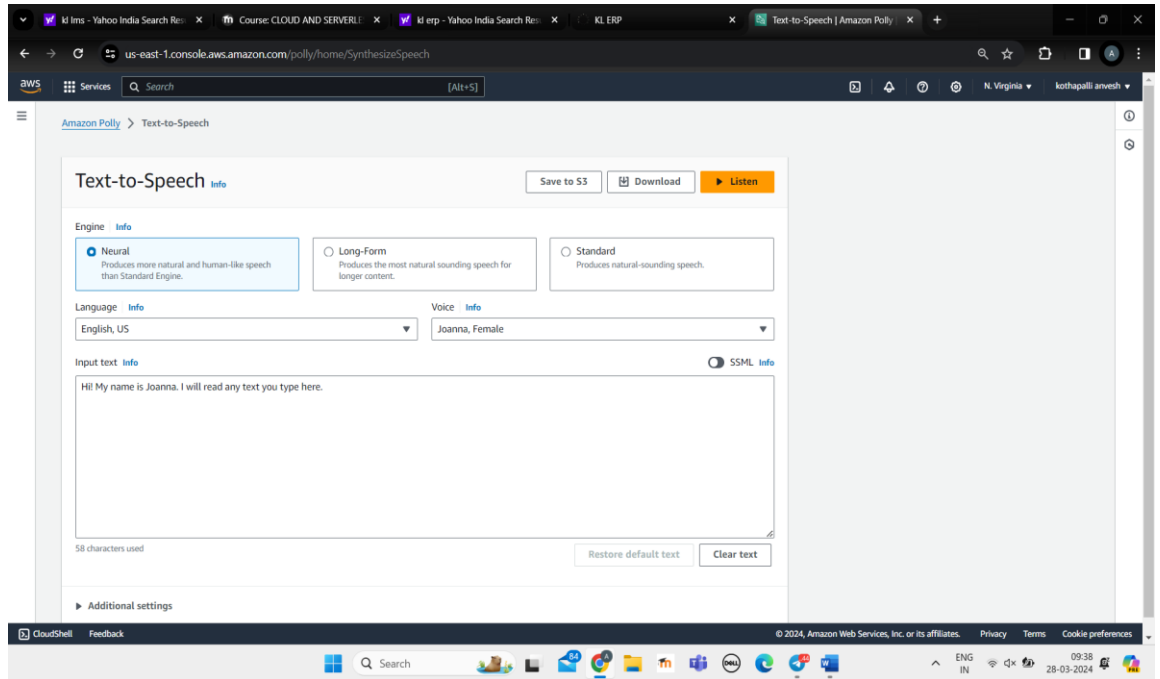 kl lms - Yahoo India Search Res
Course: CLOUD AND SERVERLE
kl erp - Yahoo India Search Res
KL ERP
Text-to-Speech | Amazon Polly
us-east-1.console.aws.amazon.com/polly/home/SynthesizeSpeech
A
aws
Services
Search
[Alt+S]
N. Virginia
kothapalli anvesh
Amazon Polly > Text-to-Speech
Text-to-Speech Info
Save to S3
Download
Listen
Engine Info
Neural
Produces more natural and human-like speech
than Standard Engine.
Long-Form
Produces the most natural sounding speech for
longer content.
Standard
Produces natural-sounding speech.
Language Info
Voice Info
English, US
Joanna, Female
Input text Info
SSML Info
Hi! My name is Joanna. I will read any text you type here.
58 characters used
Restore default text
Clear text
Additional settings
CloudShell
Feedback
© 2024, Amazon Web Services, Inc. or its affiliates.
Privacy
Terms
Cookie preferences
Search
84
DELL
ENG
IN
09:38
28-03-2024
PRE